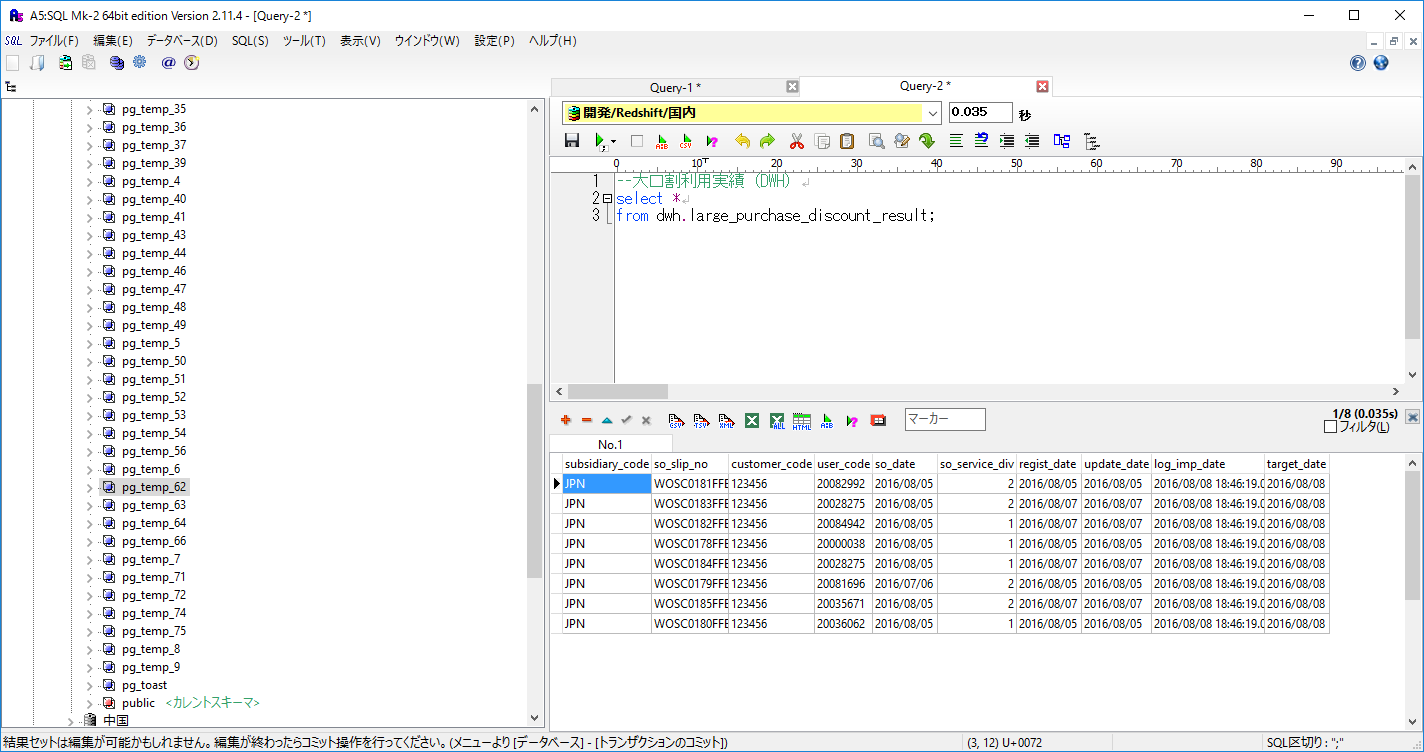 A5:SQL Mk-2 64bit edition Version 2.11.4 - [Query-2 *]
SQL ファイル(F) 編集(E) データベース(D) SQL(S) ツール(T) 表示(V) ウインドウ(W) 設定(P) ヘルプ(H)
pg_temp_35
pg_temp_36
pg_temp_37
pg_temp_39
pg_temp_4
pg_temp_40
pg_temp_41
pg_temp_43
pg_temp_44
pg_temp_46
pg_temp_47
pg_temp_48
pg_temp_49
pg_temp_5
pg_temp_50
pg_temp_51
pg_temp_52
pg_temp_53
pg_temp_54
pg_temp_56
pg_temp_6
pg_temp_62
pg_temp_63
pg_temp_64
pg_temp_66
pg_temp_7
pg_temp_71
pg_temp_72
pg_temp_74
pg_temp_75
pg_temp_8
pg_temp_9
pg_toast
public <カレントスキーマ>
中国
Query-1 * Query-2 *
開発/Redshift/国内 0.035 秒
0 10 20 30 40 50 60 70 80 90
1 --大口割利用実績（DWH）
2 select *
3 from dwh.large_purchase_discount_result;
マーカー
1/8 (0.035s)
フィルタ(L)
No.1
subsidiary_code so_slip_no customer_code user_code so_date so_service_div regist_date update_date log_imp_date target_date
JPN WOSC0181FFE 123456 20082992 2016/08/05 2 2016/08/05 2016/08/05 2016/08/08 18:46:19.0 2016/08/08
JPN WOSC0183FFE 123456 20028275 2016/08/05 2 2016/08/07 2016/08/07 2016/08/08 18:46:19.0 2016/08/08
JPN WOSC0182FFE 123456 20084942 2016/08/05 1 2016/08/07 2016/08/07 2016/08/08 18:46:19.0 2016/08/08
JPN WOSC0178FFE 123456 20000038 2016/08/05 1 2016/08/05 2016/08/05 2016/08/08 18:46:19.0 2016/08/08
JPN WOSC0184FFE 123456 20028275 2016/08/05 1 2016/08/07 2016/08/07 2016/08/08 18:46:19.0 2016/08/08
JPN WOSC0179FFE 123456 20081696 2016/07/06 2 2016/08/05 2016/08/05 2016/08/08 18:46:19.0 2016/08/08
JPN WOSC0185FFE 123456 20035671 2016/08/05 2 2016/08/07 2016/08/07 2016/08/08 18:46:19.0 2016/08/08
JPN WOSC0180FFE 123456 20036062 2016/08/05 1 2016/08/05 2016/08/05 2016/08/08 18:46:19.0 2016/08/08
結果セットは編集が可能かもしれません。編集が終わったらコミット操作を行ってください。(メニューより [データベース] - [トランザクションのコミット]) (3, 12) U+0072 SQL区切り : ";"